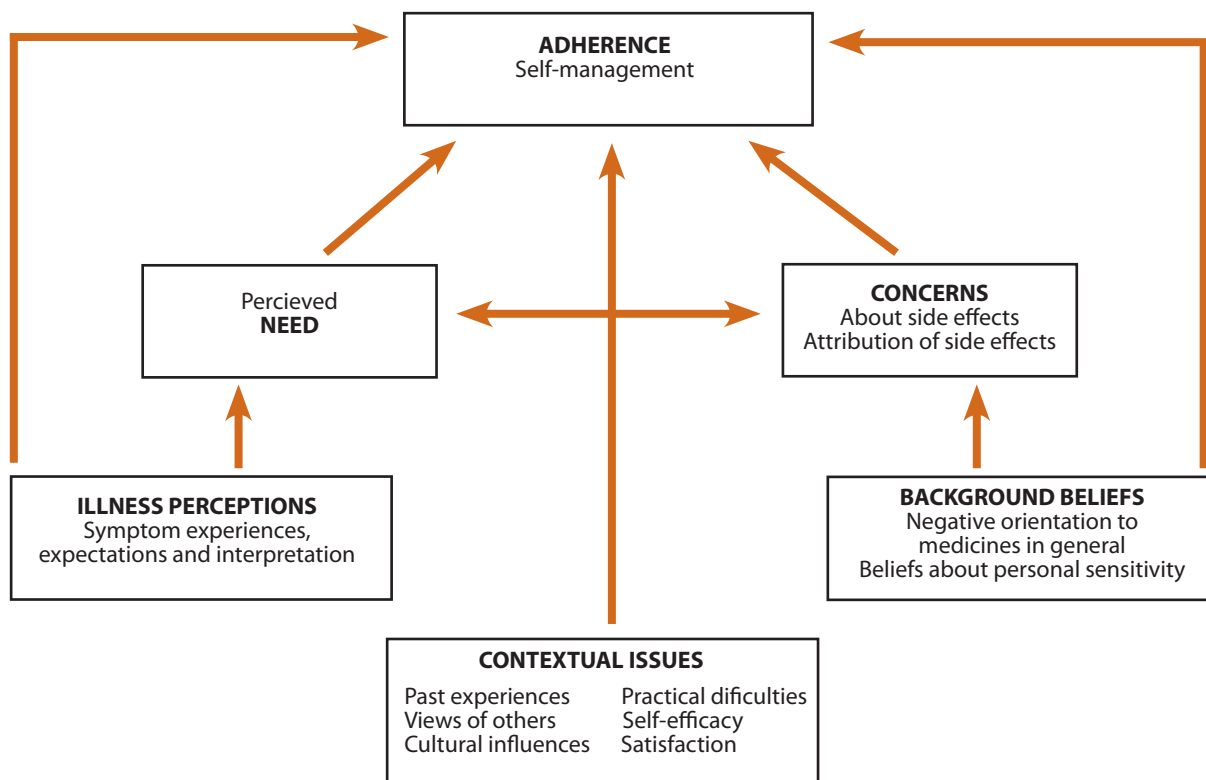 ADHERENCE
Self-management
Percieved
NEED
CONCERNS
About side effects
Attribution of side effects
ILLNESS PERCEPTIONS
Symptom experiences,
expectations and interpretation
BACKGROUND BELIEFS
Negative orientation to
medicines in general
Beliefs about personal sensitivity
CONTEXTUAL ISSUES
Past experiences
Views of others
Cultural influences
Practical dificulties
Self-efficacy
Satisfaction